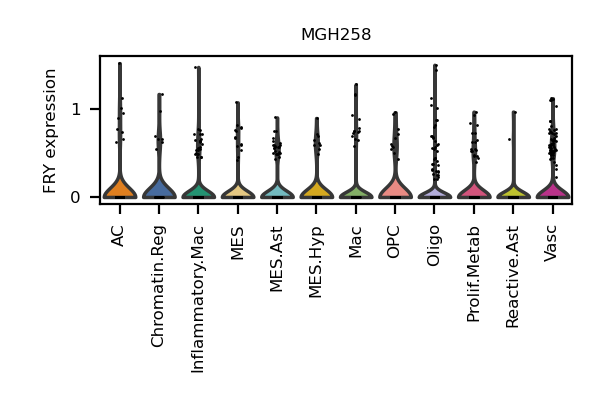 MGH258
FRY expression
1
0
AC
Chromatin.Reg
Inflammatory.Mac
MES
MES.Ast
MES.Hyp
Mac
OPC
Oligo
Prolif.Metab
Reactive.Ast
Vasc